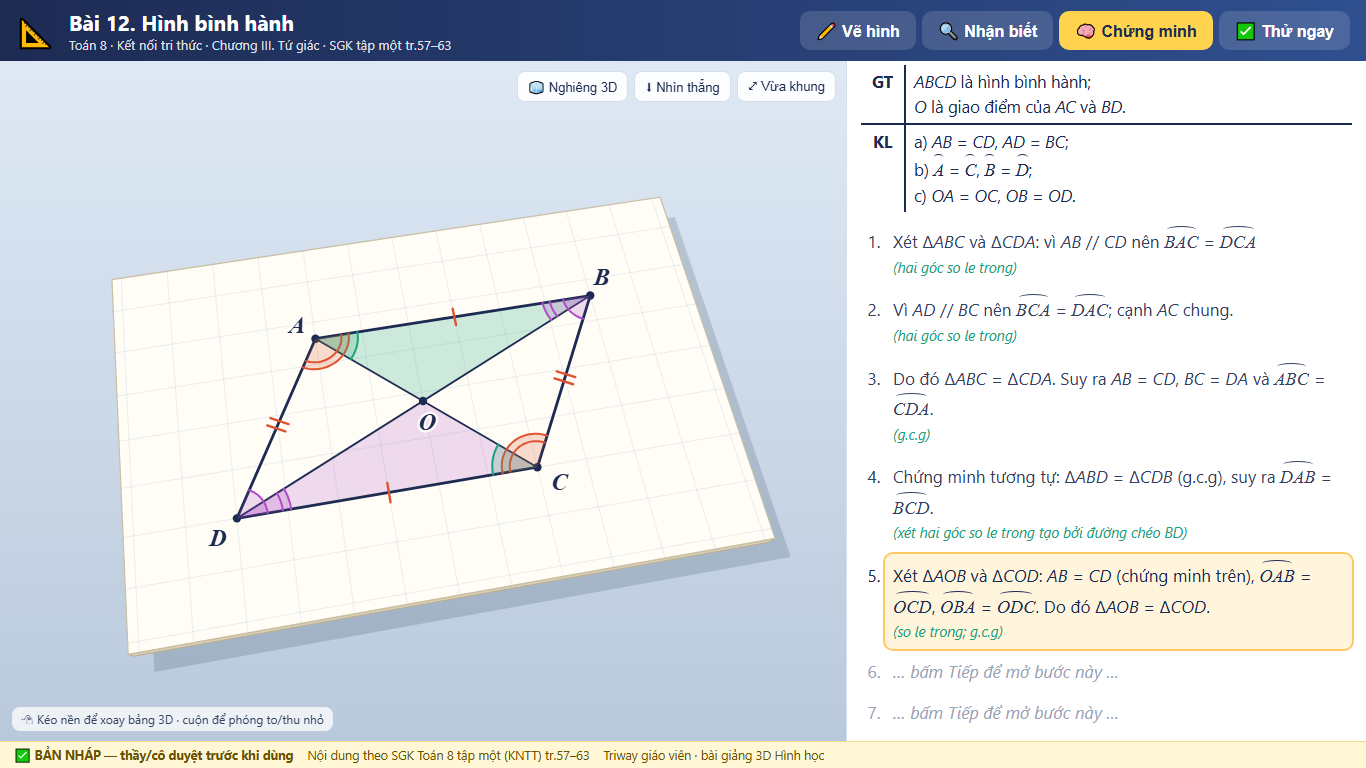 Bài 12. Hình bình hành
Toán 8 · Kết nối tri thức · Chương III. Tứ giác · SGK tập một tr.57–63
✏️ Vẽ hình
🔍 Nhận biết
🧠 Chứng minh
✅ Thử ngay
🧊 Nghiêng 3D
⬇ Nhìn thẳng
⤢ Vừa khung
GT
ABCD là hình bình hành;
O là giao điểm của AC và BD.
KL
a) AB = CD, AD = BC;
b) A͡ = C͡, B͡ = D͡;
c) OA = OC, OB = OD.
1. Xét ΔABC và ΔCDA: vì AB // CD nên BAC = DCA
(hai góc so le trong)
2. Vì AD // BC nên BCA = DAC; cạnh AC chung.
(hai góc so le trong)
3. Do đó ΔABC = ΔCDA. Suy ra AB = CD, BC = DA và ABC =
CDA.
(g.c.g)
4. Chứng minh tương tự: ΔABD = ΔCDB (g.c.g), suy ra DAB =
BCD.
(xét hai góc so le trong tạo bởi đường chéo BD)
5. Xét ΔAOB và ΔCOD: AB = CD (chứng minh trên), OAB =
OCD, OBA = ODC. Do đó ΔAOB = ΔCOD.
(so le trong; g.c.g)
6. ... bấm Tiếp để mở bước này ...
7. ... bấm Tiếp để mở bước này ...
A
B
O
C
D
Kéo nền để xoay bảng 3D · cuộn để phóng to/thu nhỏ
✅ BẢN NHÁP — thầy/cô duyệt trước khi dùng Nội dung theo SGK Toán 8 tập một (KNTT) tr.57–63 Triway giáo viên · bài giảng 3D Hình học